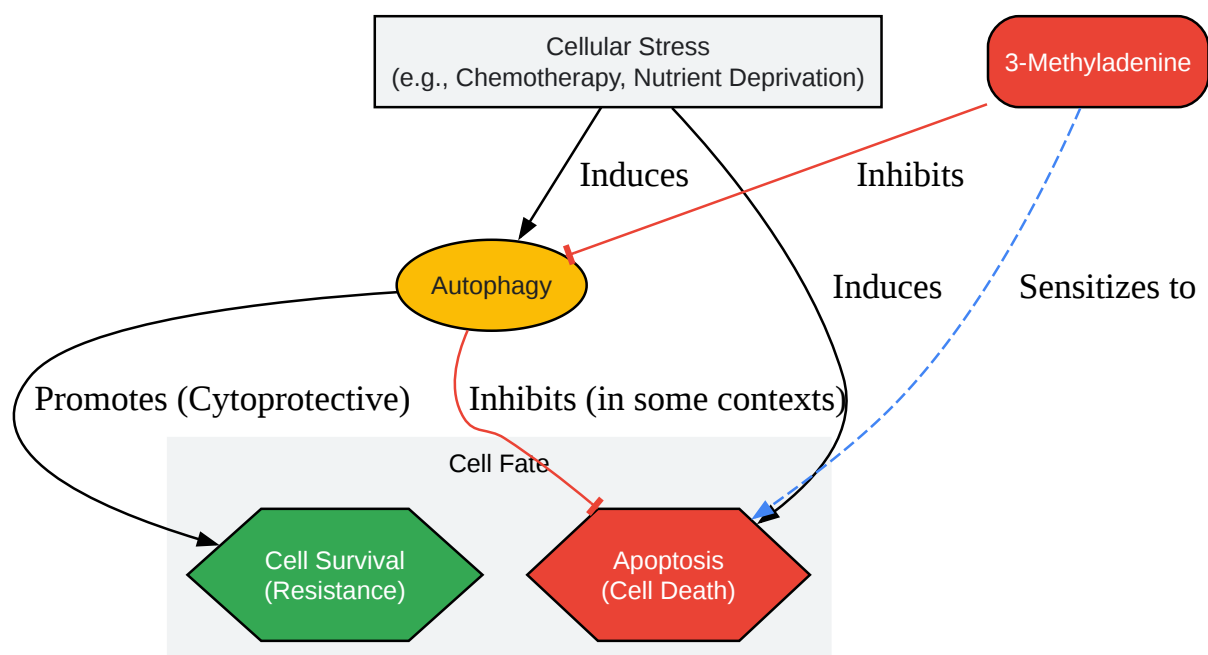 Cellular Stress
(e.g., Chemotherapy, Nutrient Deprivation)
3-Methyladenine
Induces
Inhibits
Autophagy
Induces
Sensitizes to
Promotes (Cytoprotective)
Inhibits (in some contexts)
Cell Fate
Cell Survival
(Resistance)
Apoptosis
(Cell Death)